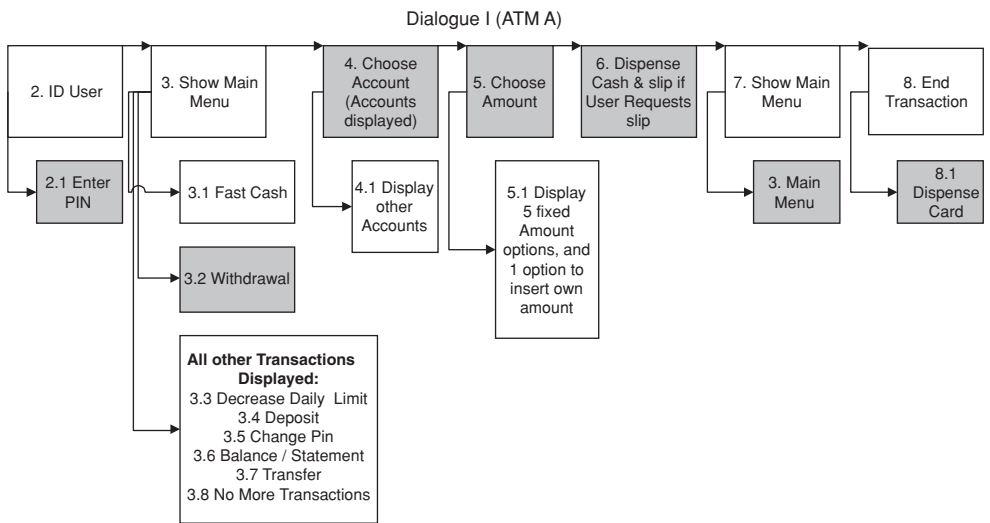 Dialogue I (ATM A)
2. ID User
3. Show Main
Menu
4. Choose
Account
(Accounts
displayed)
5. Choose
Amount
6. Dispense
Cash & slip if
User Requests
slip
7. Show Main
Menu
8. End
Transaction
2.1 Enter
PIN
3.1 Fast Cash
4.1 Display
other
Accounts
5.1 Display
5 fixed
Amount
options, and
1 option to
insert own
amount
3. Main
Menu
8.1
Dispense
Card
3.2 Withdrawal
All other Transactions
Displayed:
3.3 Decrease Daily Limit
3.4 Deposit
3.5 Change Pin
3.6 Balance / Statement
3.7 Transfer
3.8 No More Transactions